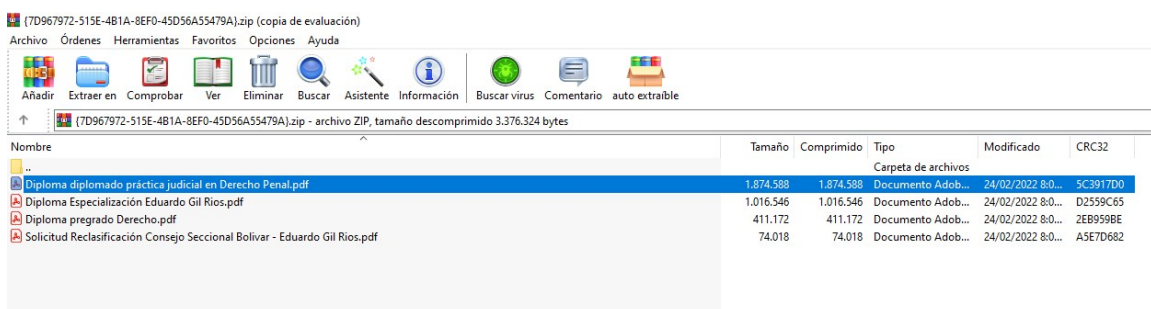 {7D967972-515E-4B1A-8EF0-45D56A55479A}.zip (copia de evaluación)
Archivo Órdenes Herramientas Favoritos Opciones Ayuda
Añadir Extraer en Comprobar Ver Eliminar Buscar Asistente Información Buscar virus Comentario auto extraíble
{7D967972-515E-4B1A-8EF0-45D56A55479A}.zip - archivo ZIP, tamaño descomprimido 3.376.324 bytes
Nombre Tamaño Comprimido Tipo Modificado CRC32
.. Carpeta de archivos
Diploma diplomado práctica judicial en Derecho Penal.pdf 1.874.588 1.874.588 Documento Adob... 24/02/2022 8:0... 5C3917D0
Diploma Especialización Eduardo Gil Rios.pdf 1.016.546 1.016.546 Documento Adob... 24/02/2022 8:0... D2559C65
Diploma pregrado Derecho.pdf 411.172 411.172 Documento Adob... 24/02/2022 8:0... 2EB959BE
Solicitud Reclasificación Consejo Seccional Bolivar - Eduardo Gil Rios.pdf 74.018 74.018 Documento Adob... 24/02/2022 8:0... A5E7D682